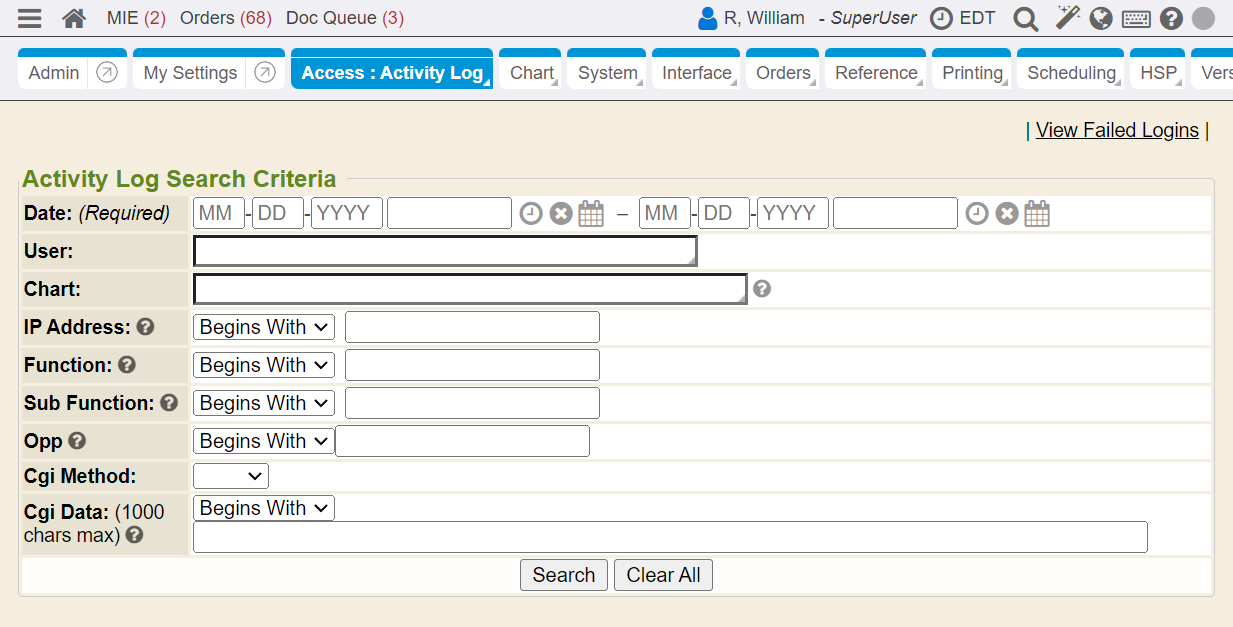 MIE (2) Orders (68) Doc Queue (3) R, William - SuperUser EDT
Admin My Settings Access : Activity Log Chart System Interface Orders Reference Printing Scheduling HSP Vers
| View Failed Logins |
Activity Log Search Criteria
Date: (Required) MM - DD - YYYY – MM - DD - YYYY
User:
Chart: ?
IP Address: ? Begins With
Function: ? Begins With
Sub Function: ? Begins With
Opp ? Begins With
Cgi Method:
Cgi Data: (1000 Begins With
chars max) ?
Search Clear All